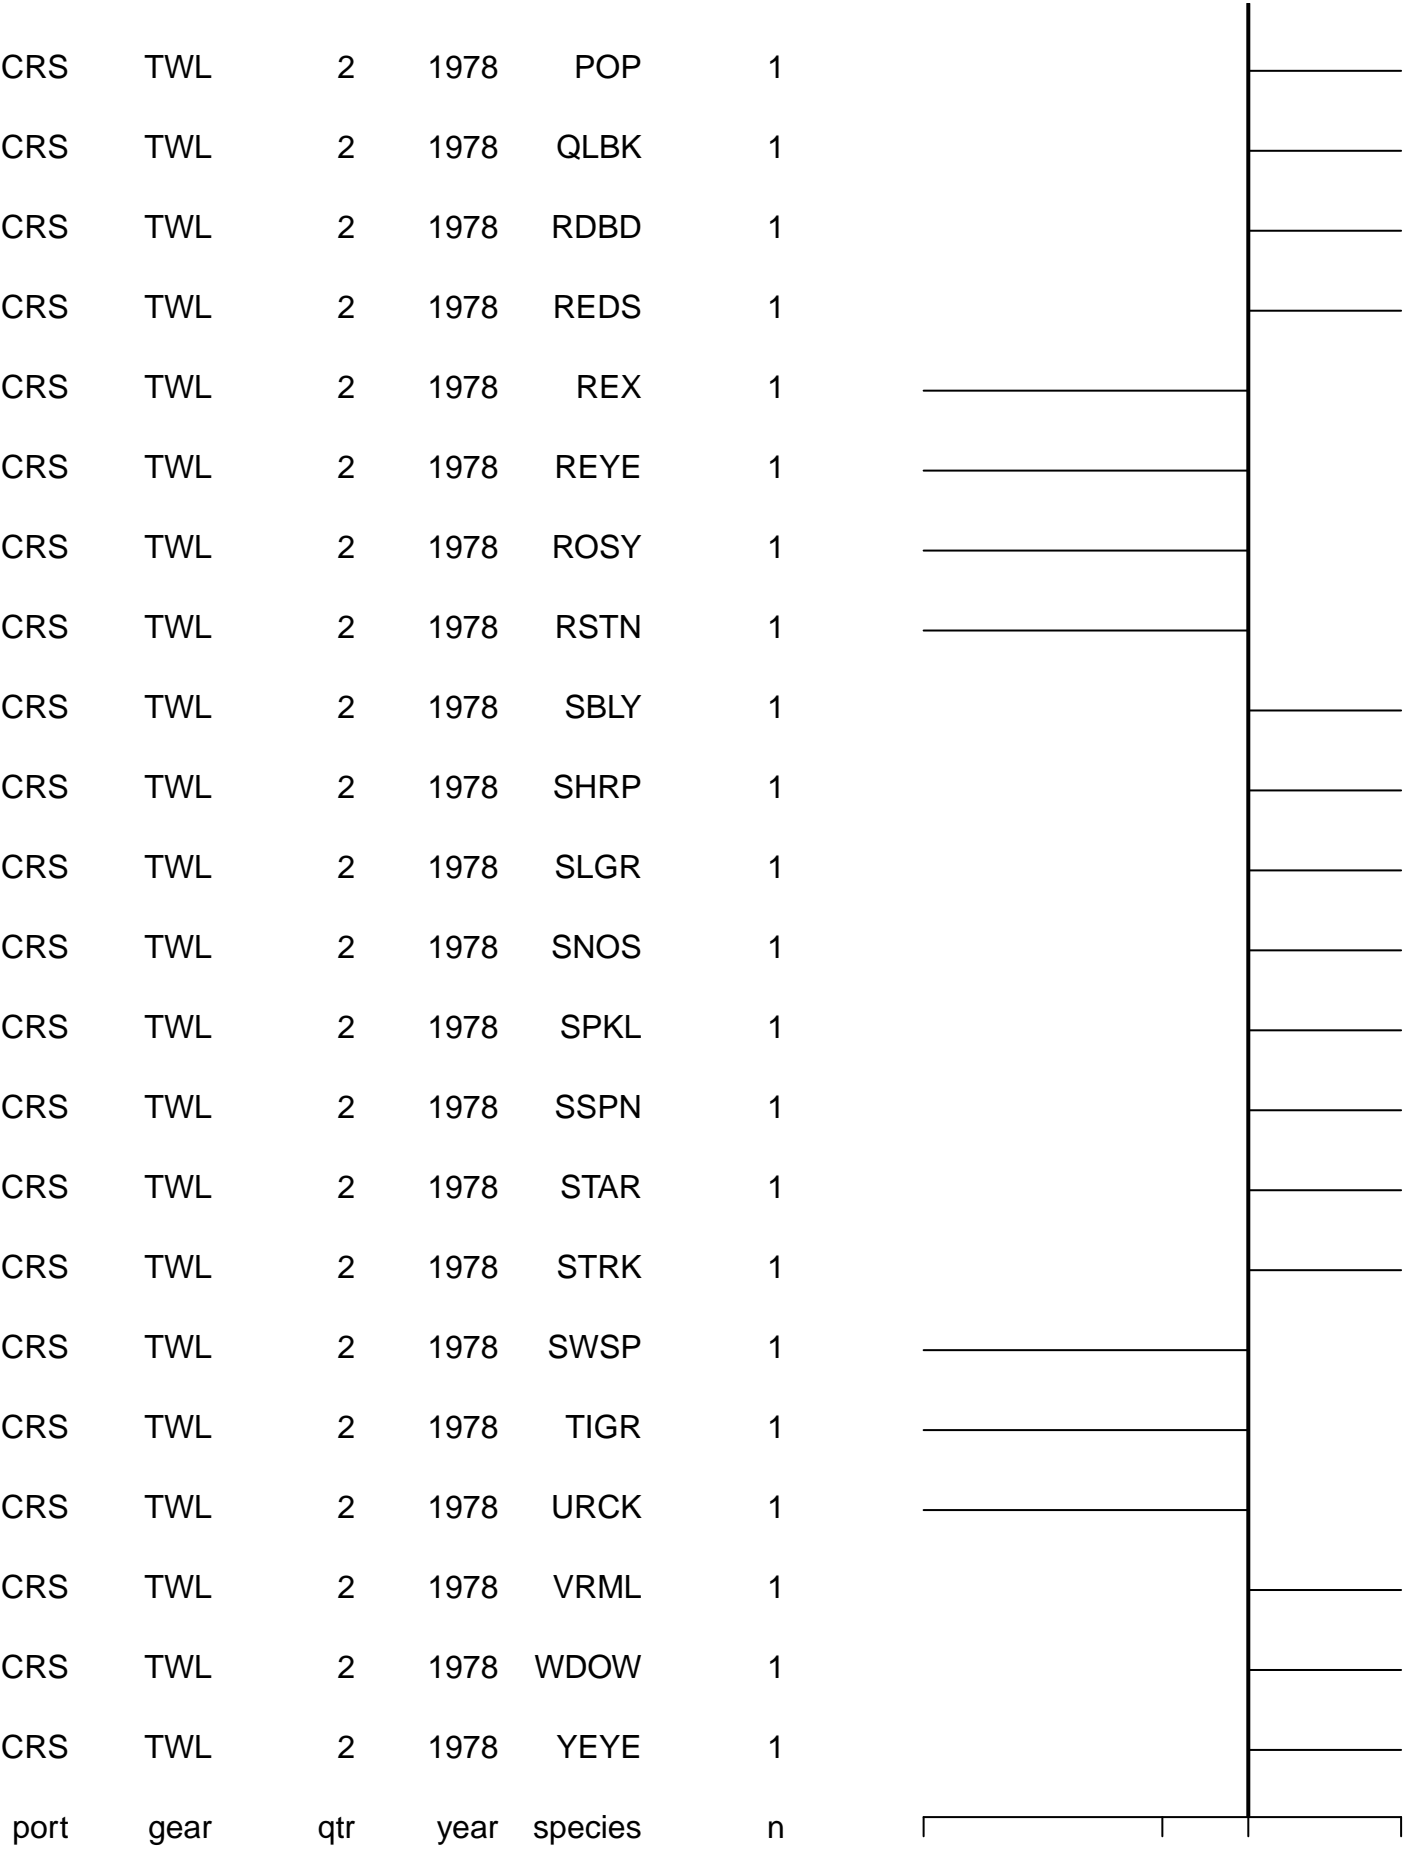 CRS TWL 2 1978 POP 1
CRS TWL 2 1978 QLBK 1
CRS TWL 2 1978 RDBD 1
CRS TWL 2 1978 REDS 1
CRS TWL 2 1978 REX 1
CRS TWL 2 1978 REYE 1
CRS TWL 2 1978 ROSY 1
CRS TWL 2 1978 RSTN 1
CRS TWL 2 1978 SBLY 1
CRS TWL 2 1978 SHRP 1
CRS TWL 2 1978 SLGR 1
CRS TWL 2 1978 SNOS 1
CRS TWL 2 1978 SPKL 1
CRS TWL 2 1978 SSPN 1
CRS TWL 2 1978 STAR 1
CRS TWL 2 1978 STRK 1
CRS TWL 2 1978 SWSP 1
CRS TWL 2 1978 TIGR 1
CRS TWL 2 1978 URCK 1
CRS TWL 2 1978 VRML 1
CRS TWL 2 1978 WDOW 1
CRS TWL 2 1978 YEYE 1
port gear qtr year species n